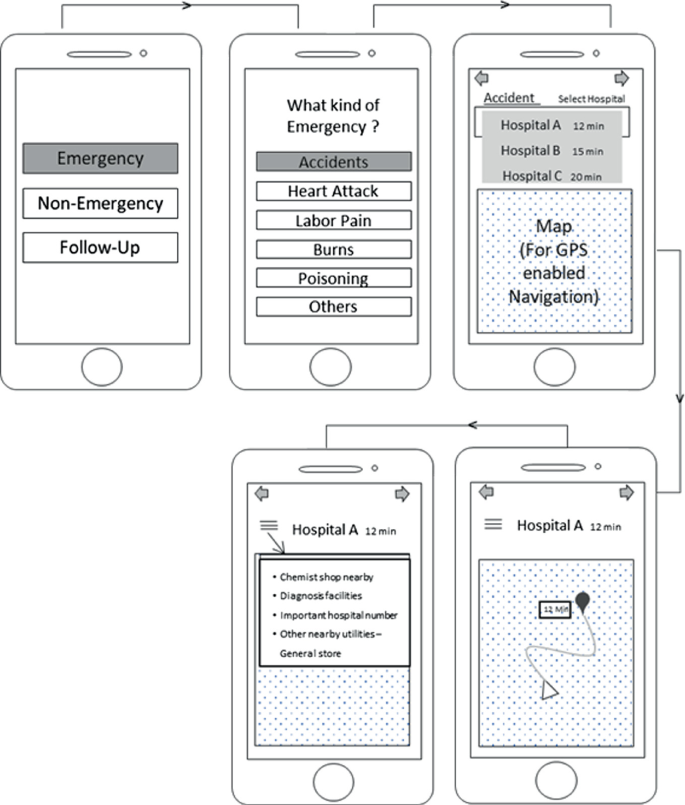 Emergency
Non-Emergency
Follow-Up
What kind of
Emergency ?
Accidents
Heart Attack
Labor Pain
Burns
Poisoning
Others
Accident Select Hospital
Hospital A 12 min
Hospital B 15 min
Hospital C 20 min
Map
(For GPS
enabled
Navigation)
Hospital A 12 min
• Chemist shop nearby
• Diagnosis facilities
• Important hospital number
• Other nearby utilities –
General store
Hospital A 12 min
12 Min